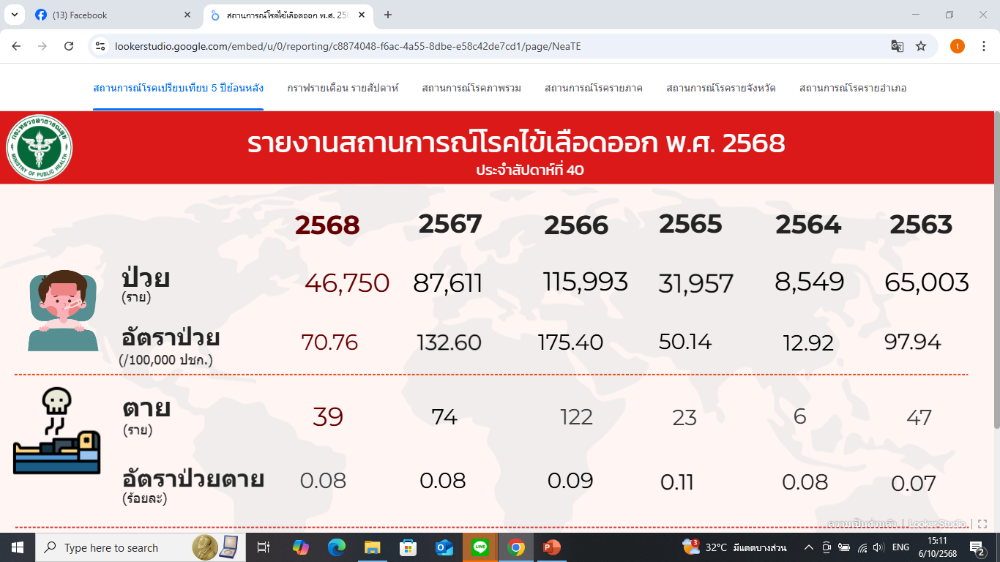 (13) Facebook
สถานการณ์โรคไข้เลือดออก พ.ศ. 256
lookerstudio.google.com/embed/u/0/reporting/c8874048-f6ac-4a55-8dbe-e58c42de7cd1/page/NeaTE
t
สถานการณ์โรคเปรียบเทียบ 5 ปีย้อนหลัง กราฟรายเดือน รายสัปดาห์ สถานการณ์โรคภาพรวม สถานการณ์โรครายภาค สถานการณ์โรครายจังหวัด สถานการณ์โรครายอำเภอ
กระทรวงสาธารณสุข
MINISTRY OF PUBLIC HEALTH
รายงานสถานการณ์โรคไข้เลือดออก พ.ศ. 2568
ประจำสัปดาห์ที่ 40
2568 2567 2566 2565 2564 2563
ป่วย 46,750 87,611 115,993 31,957 8,549 65,003
(ราย)
อัตราป่วย 70.76 132.60 175.40 50.14 12.92 97.94
(/100,000 ปชก.)
ตาย 39 74 122 23 6 47
(ราย)
อัตราป่วยตาย 0.08 0.08 0.09 0.11 0.08 0.07
(ร้อยละ)
ความเป็นส่วนตัว Looker Studio
Type here to search LINE P 3 32°C มีแดดบางส่วน ENG 15:11
6/10/2568 2